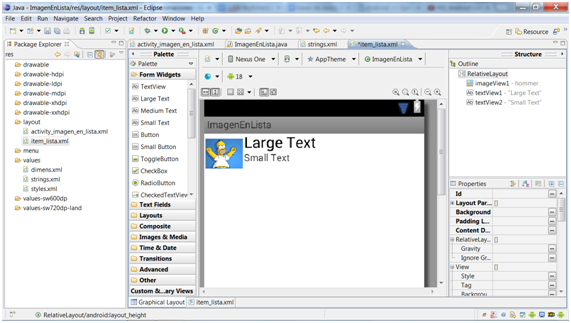 Java - ImagenEnLista/res/layout/item_lista.xml - Eclipse
File Edit Navigate Search Project Refactor Window Help
Resource
Package Explorer
res
drawable
drawable-hdpi
drawable-ldpi
drawable-mdpi
drawable-xhdpi
drawable-xxhdpi
layout
activity_imagen_en_lista.xml
item_lista.xml
menu
values
dimens.xml
strings.xml
styles.xml
values-sw600dp
values-sw720dp-land
activity_imagen_en_lista.xml
ImagenEnLista.java
strings.xml
*item_lista.xml
Palette
Palette
Form Widgets
TextView
Large Text
Medium Text
Small Text
Button
Small Button
ToggleButton
CheckBox
RadioButton
CheckedTextView
Text Fields
Layouts
Composite
Images & Media
Time & Date
Transitions
Advanced
Other
Custom &...ary Views
Graphical Layout
item_lista.xml
Nexus One
AppTheme
ImagenEnLista
18
ImagenEnLista
Large Text
Small Text
Structure
Outline
RelativeLayout
imageView1 - hommer
textView1 - "Large Text"
textView2 - "Small Text"
Properties
Id
Layout Par... []
Background
Padding L...
Content D...
RelativeLay... []
Gravity
Ignore Gr...
View []
Style
Tag
RelativeLayout/android:layout_height